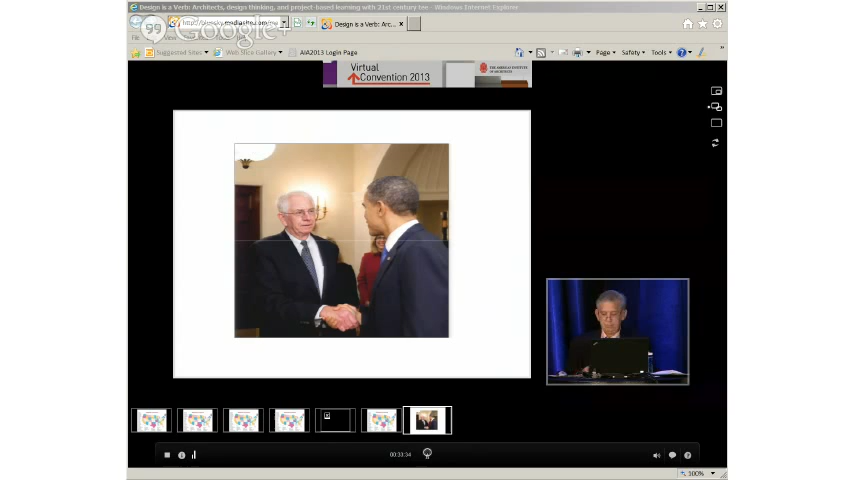 Design is a Verb: Architects, design thinking, and project-based learning with 21st century tee - Windows Internet Explorer
Google+
Design is a Verb: Arc...
Suggested Sites
Web Slice Gallery
AIA2013 Login Page
Page
Safety
Tools
Virtual
Convention 2013
THE AMERICAN INSTITUTE
OF ARCHITECTS
00:33:34
100%